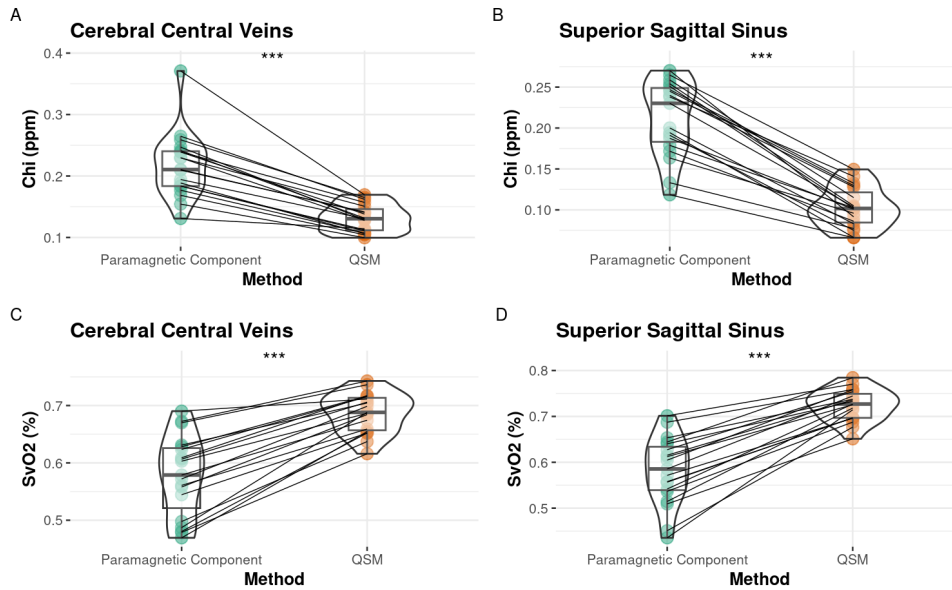 A
Cerebral Central Veins
***
Chi (ppm)
0.4
0.3
0.2
0.1
Paramagnetic Component
QSM
Method
B
Superior Sagittal Sinus
***
Chi (ppm)
0.25
0.20
0.15
0.10
Paramagnetic Component
QSM
Method
C
Cerebral Central Veins
***
SvO2 (%)
0.7
0.6
0.5
Paramagnetic Component
QSM
Method
D
Superior Sagittal Sinus
***
SvO2 (%)
0.8
0.7
0.6
0.5
Paramagnetic Component
QSM
Method